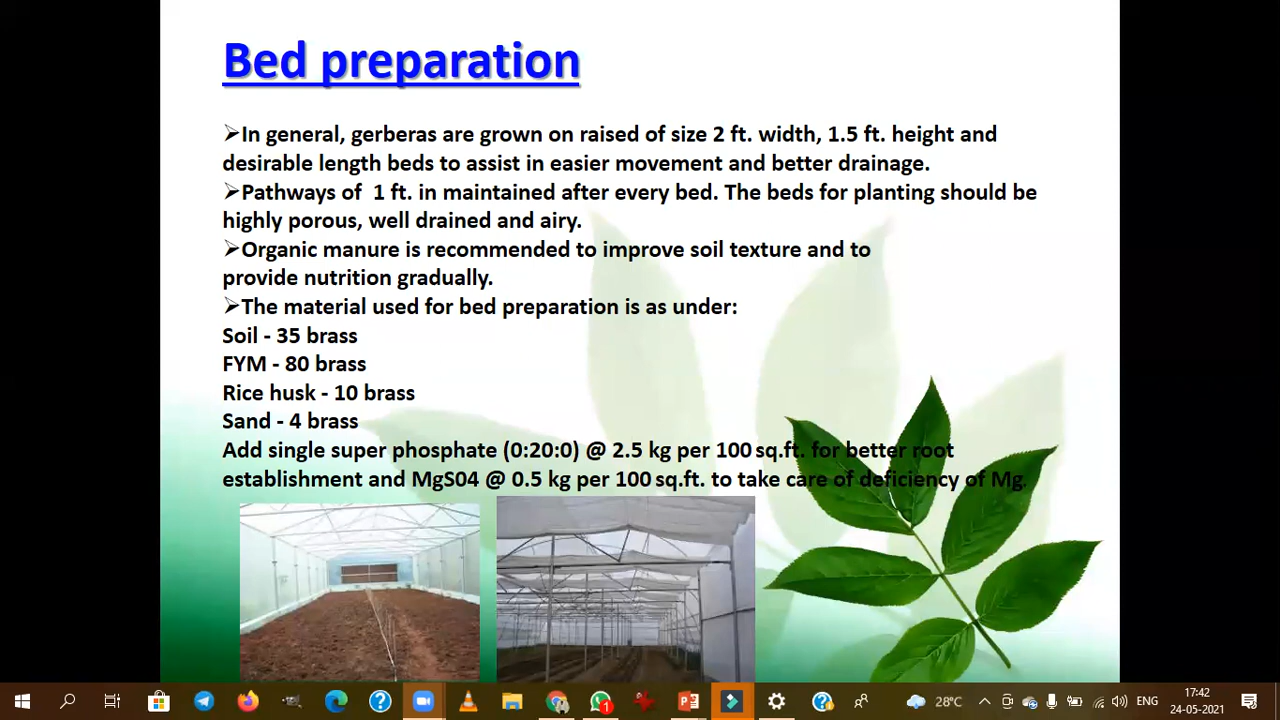 Bed preparation
➢In general, gerberas are grown on raised of size 2 ft. width, 1.5 ft. height and
desirable length beds to assist in easier movement and better drainage.
➢Pathways of 1 ft. in maintained after every bed. The beds for planting should be
highly porous, well drained and airy.
➢Organic manure is recommended to improve soil texture and to
provide nutrition gradually.
➢The material used for bed preparation is as under:
Soil - 35 brass
FYM - 80 brass
Rice husk - 10 brass
Sand - 4 brass
Add single super phosphate (0:20:0) @ 2.5 kg per 100 sq.ft. for better root
establishment and MgS04 @ 0.5 kg per 100 sq.ft. to take care of deficiency of Mg.
28°C
ENG
17:42
24-05-2021
1